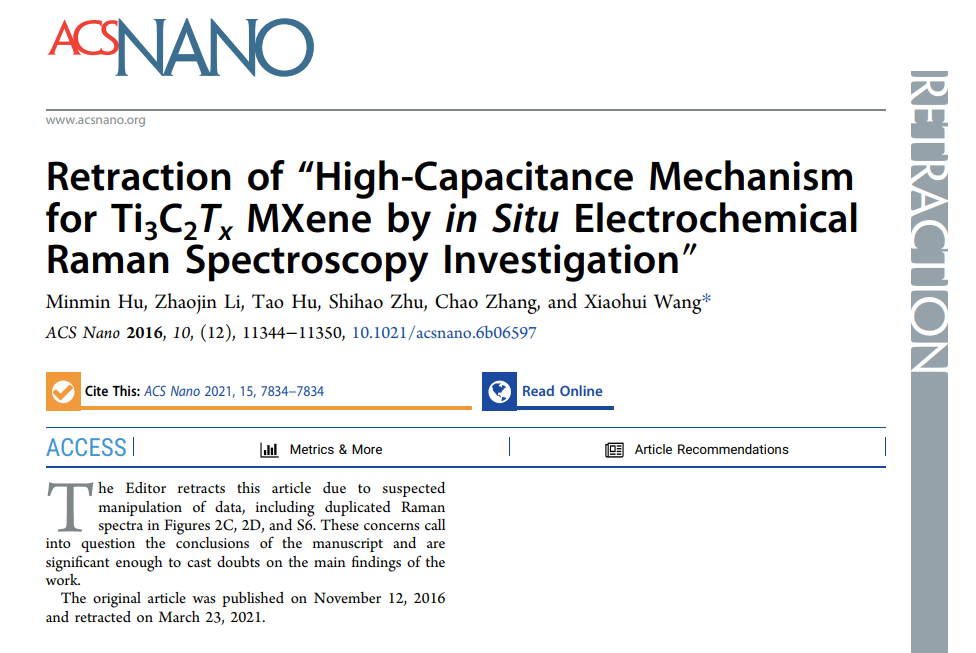 ACSNANO
www.acsnano.org
RETRACTION
Retraction of “High-Capacitance Mechanism
for Ti₃C₂Tₓ MXene by in Situ Electrochemical
Raman Spectroscopy Investigation”
Minmin Hu, Zhaojin Li, Tao Hu, Shihao Zhu, Chao Zhang, and Xiaohui Wang*
ACS Nano 2016, 10, (12), 11344−11350, 10.1021/acsnano.6b06597
Cite This: ACS Nano 2021, 15, 7834−7834
Read Online
ACCESS
Metrics & More
Article Recommendations
The Editor retracts this article due to suspected
manipulation of data, including duplicated Raman
spectra in Figures 2C, 2D, and S6. These concerns call
into question the conclusions of the manuscript and are
significant enough to cast doubts on the main findings of the
work.
The original article was published on November 12, 2016
and retracted on March 23, 2021.